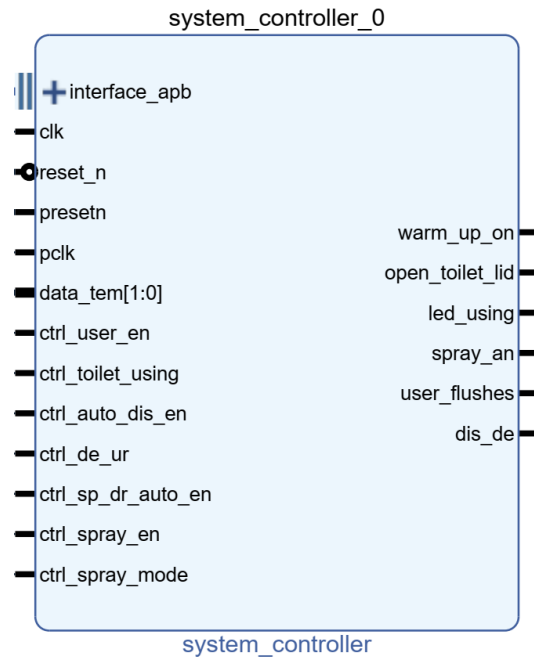 system_controller_0
interface_apb
clk
reset_n
presetn
pclk
data_tem[1:0]
ctrl_user_en
ctrl_toilet_using
ctrl_auto_dis_en
ctrl_de_ur
ctrl_sp_dr_auto_en
ctrl_spray_en
ctrl_spray_mode
warm_up_on
open_toilet_lid
led_using
spray_an
user_flushes
dis_de
system_controller